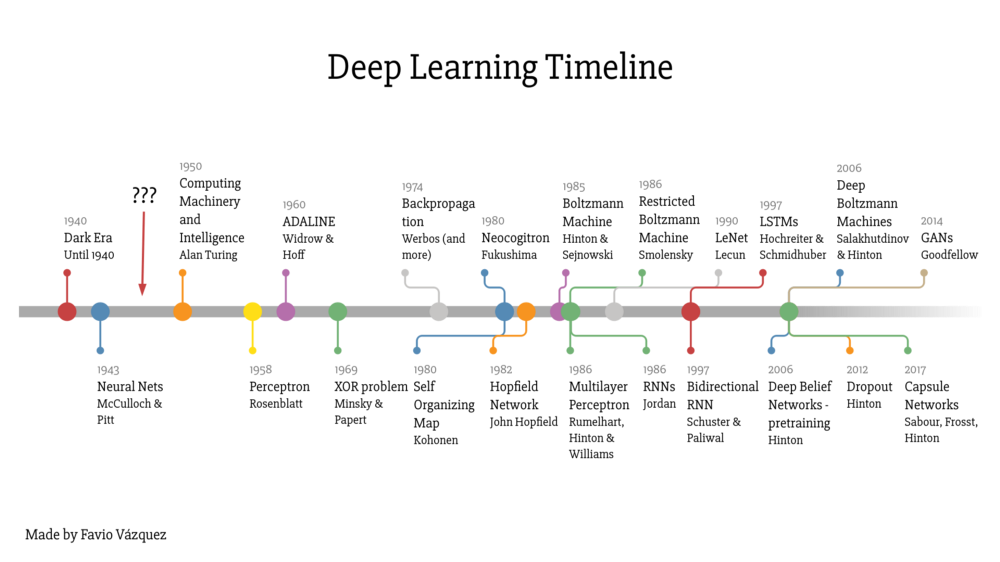 Deep Learning Timeline
???
1940
Dark Era
Until 1940
1950
Computing
Machinery
and
Intelligence
Alan Turing
1960
ADALINE
Widrow &
Hoff
1974
Backpropaga
tion
Werbos (and
more)
1980
Neocogitron
Fukushima
1985
Boltzmann
Machine
Hinton &
Sejnowski
1986
Restricted
Boltzmann
Machine
Smolensky
1990
LeNet
Lecun
1997
LSTMs
Hochreiter &
Schmidhuber
2006
Deep
Boltzmann
Machines
Salakhutdinov
& Hinton
2014
GANs
Goodfellow
1943
Neural Nets
McCulloch &
Pitt
1958
Perceptron
Rosenblatt
1969
XOR problem
Minsky &
Papert
1980
Self
Organizing
Map
Kohonen
1982
Hopfield
Network
John Hopfield
1986
Multilayer
Perceptron
Rumelhart,
Hinton &
Williams
1986
RNNs
Jordan
1997
Bidirectional
RNN
Schuster &
Paliwal
2006
Deep Belief
Networks -
pretraining
Hinton
2012
Dropout
Hinton
2017
Capsule
Networks
Sabour, Frosst,
Hinton
Made by Favio Vázquez